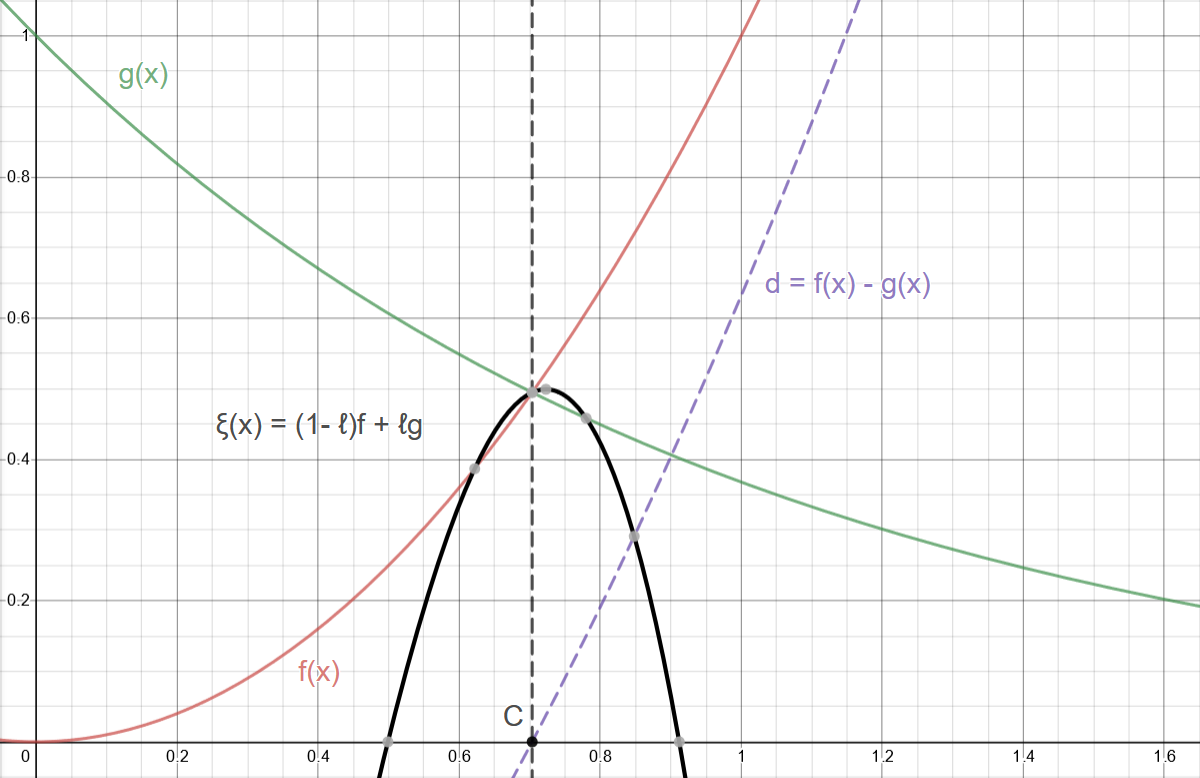 1
g(x)
0.8
d = f(x) - g(x)
0.6
ξ(x) = (1- ℓ)f + ℓg
0.4
0.2
f(x)
C
0 0.2 0.4 0.6 0.8 1 1.2 1.4 1.6